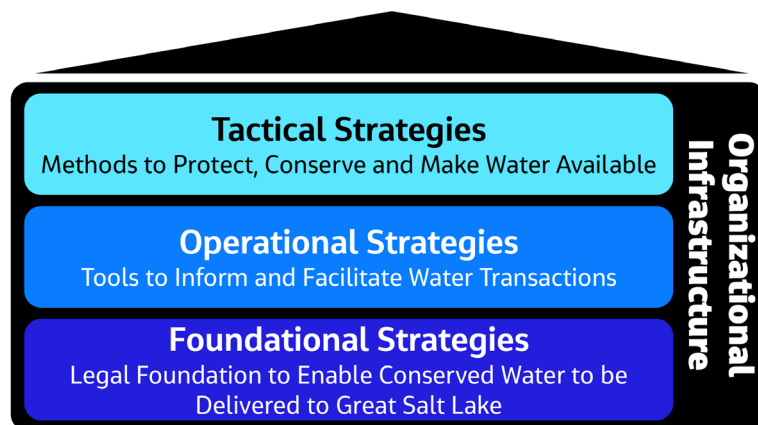 Tactical Strategies
Methods to Protect, Conserve and Make Water Available
Operational Strategies
Tools to Inform and Facilitate Water Transactions
Foundational Strategies
Legal Foundation to Enable Conserved Water to be
Delivered to Great Salt Lake
Organizational
Infrastructure